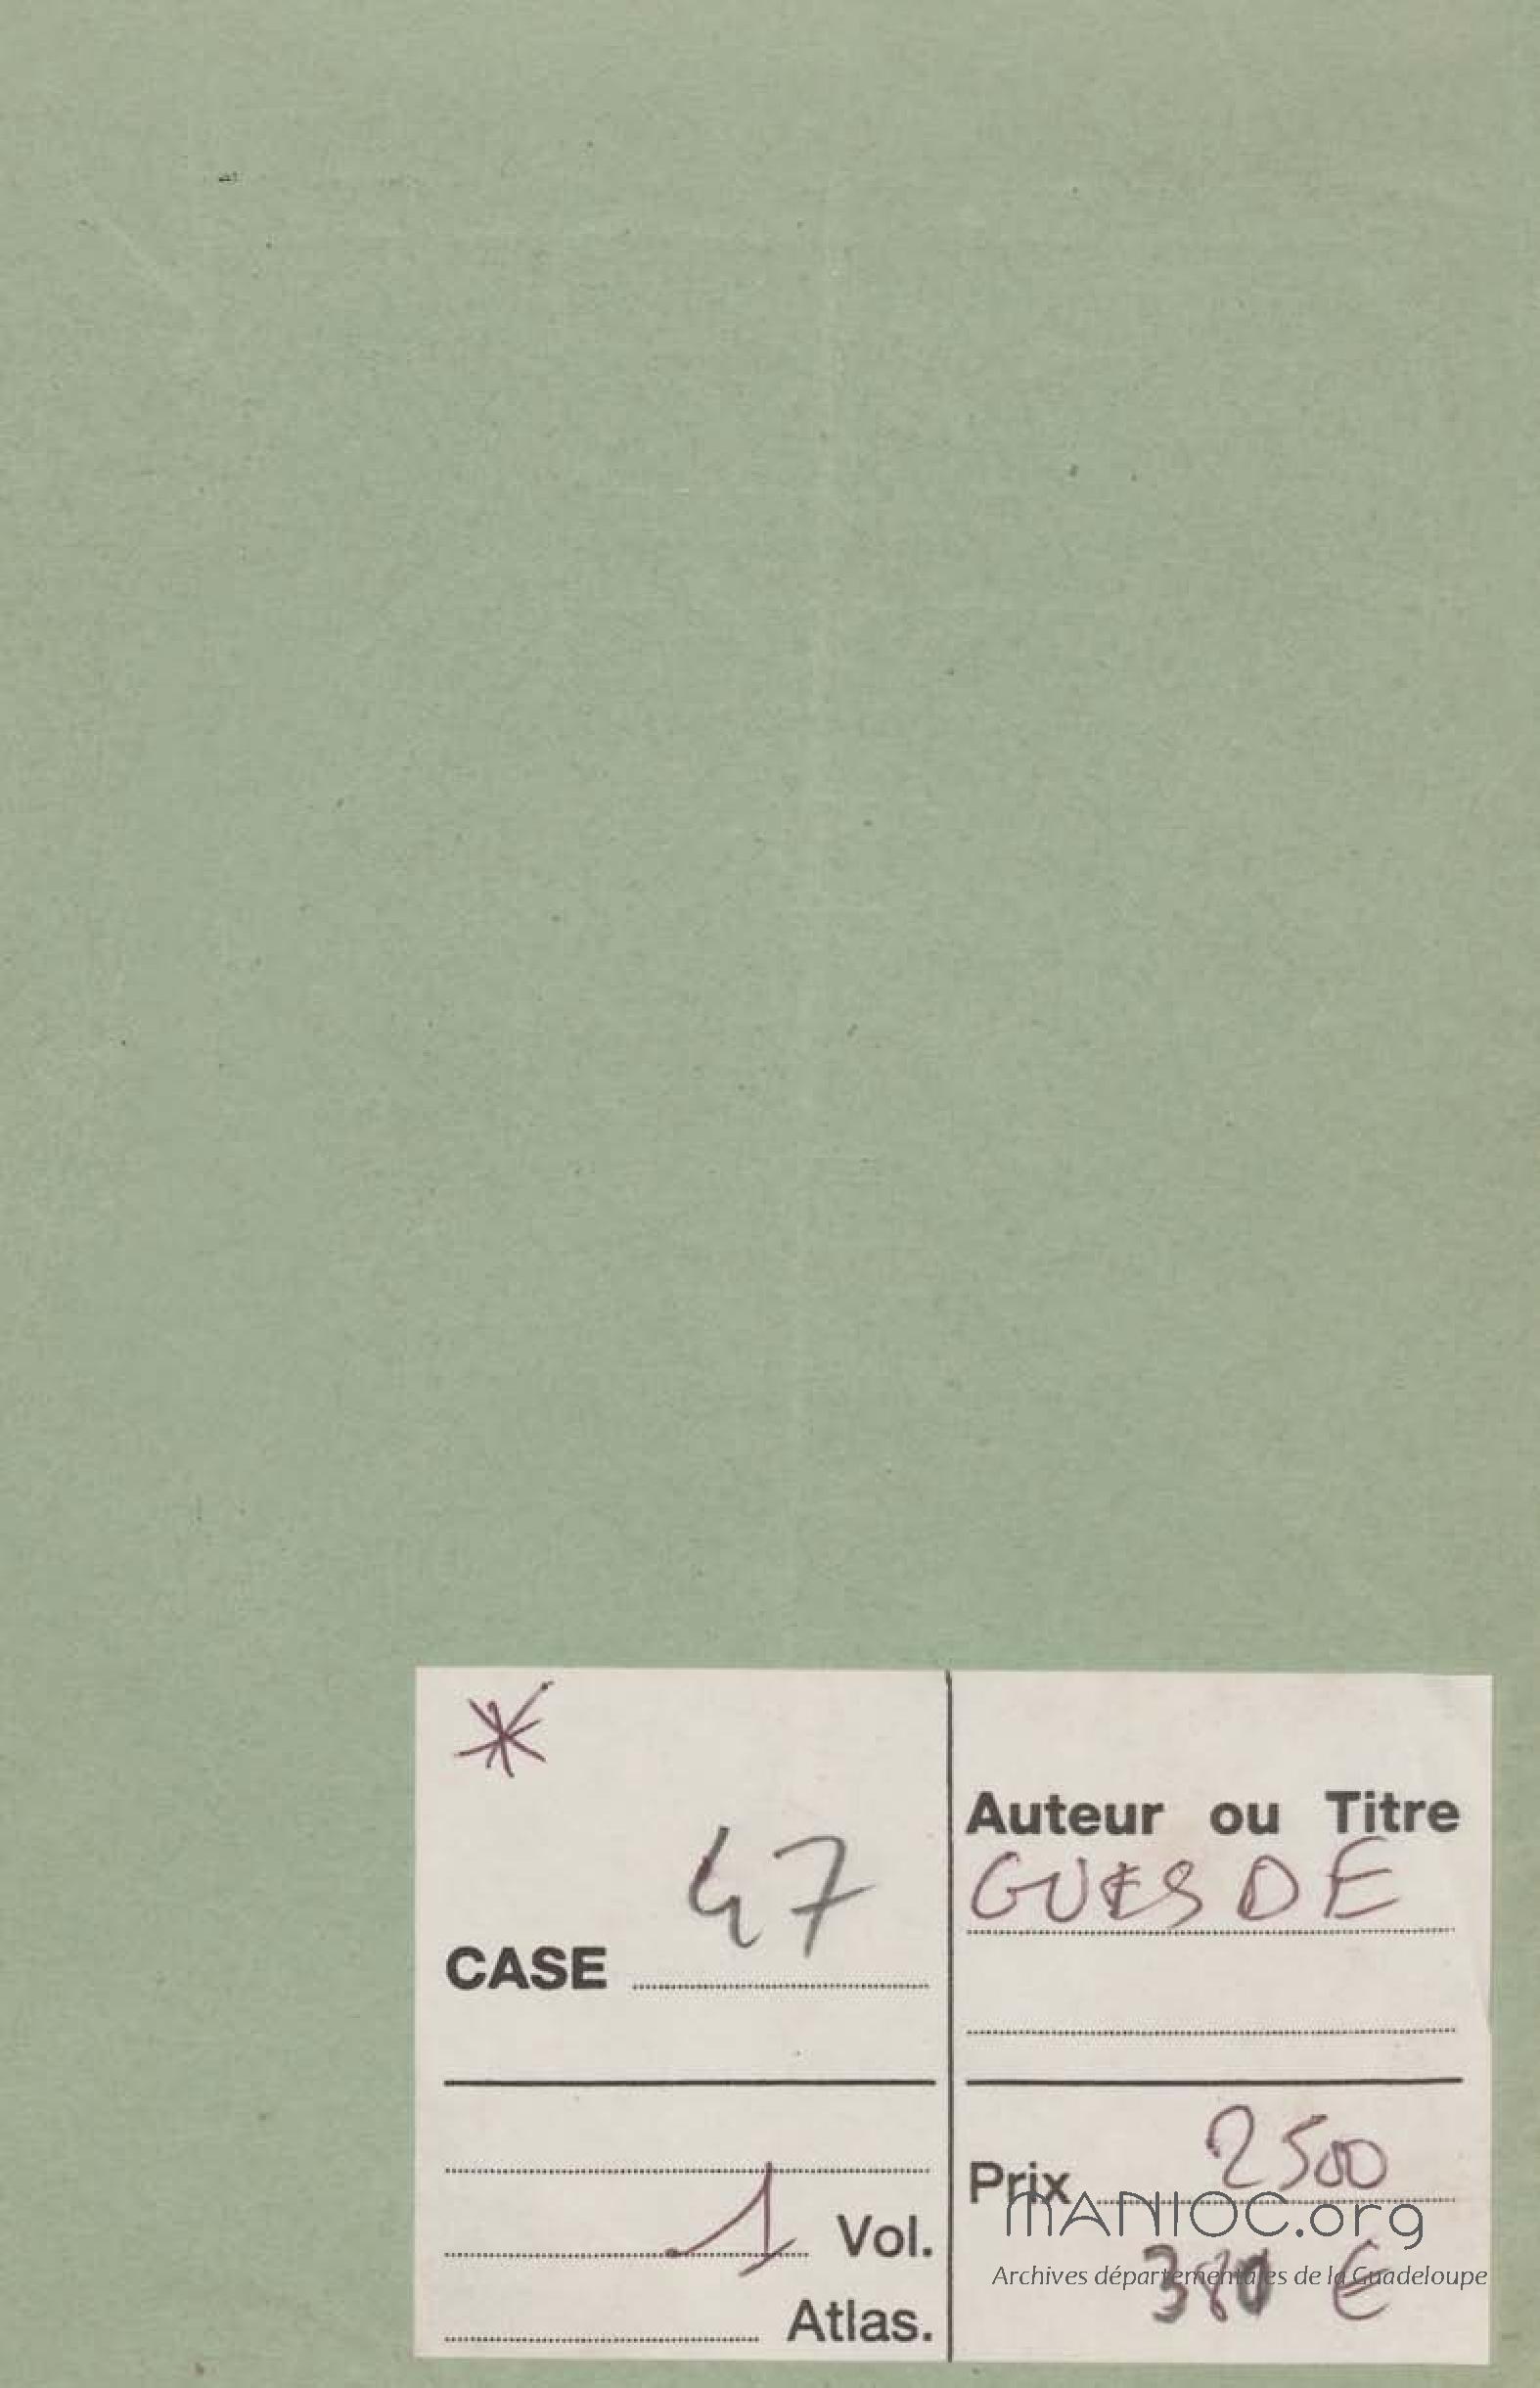 *
47
CASE
1 Vol.
Atlas.
Auteur ou Titre
GUESDE
2500
Prix
MANIOC.org
Archives départementales de la Guadeloupe
380 €